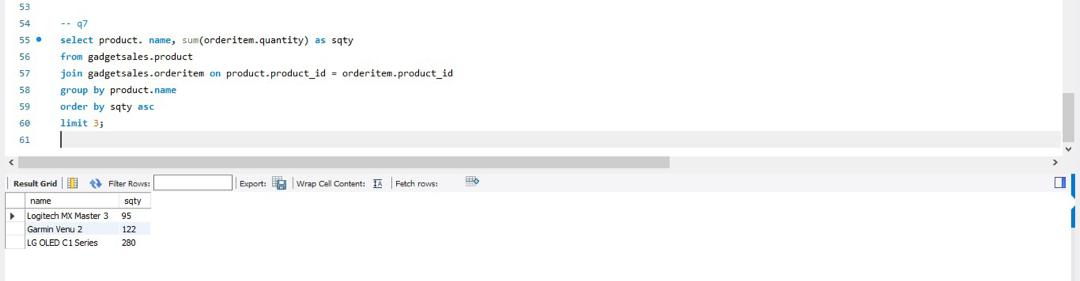 53
54 -- q7
55 select product. name, sum(orderitem.quantity) as sqty
56 from gadgetsales.product
57 join gadgetsales.orderitem on product.product_id = orderitem.product_id
58 group by product.name
59 order by sqty asc
60 limit 3;
61
Result Grid Filter Rows: Export: Wrap Cell Content: Fetch rows:
name sqty
Logitech MX Master 3 95
Garmin Venu 2 122
LG OLED C1 Series 280